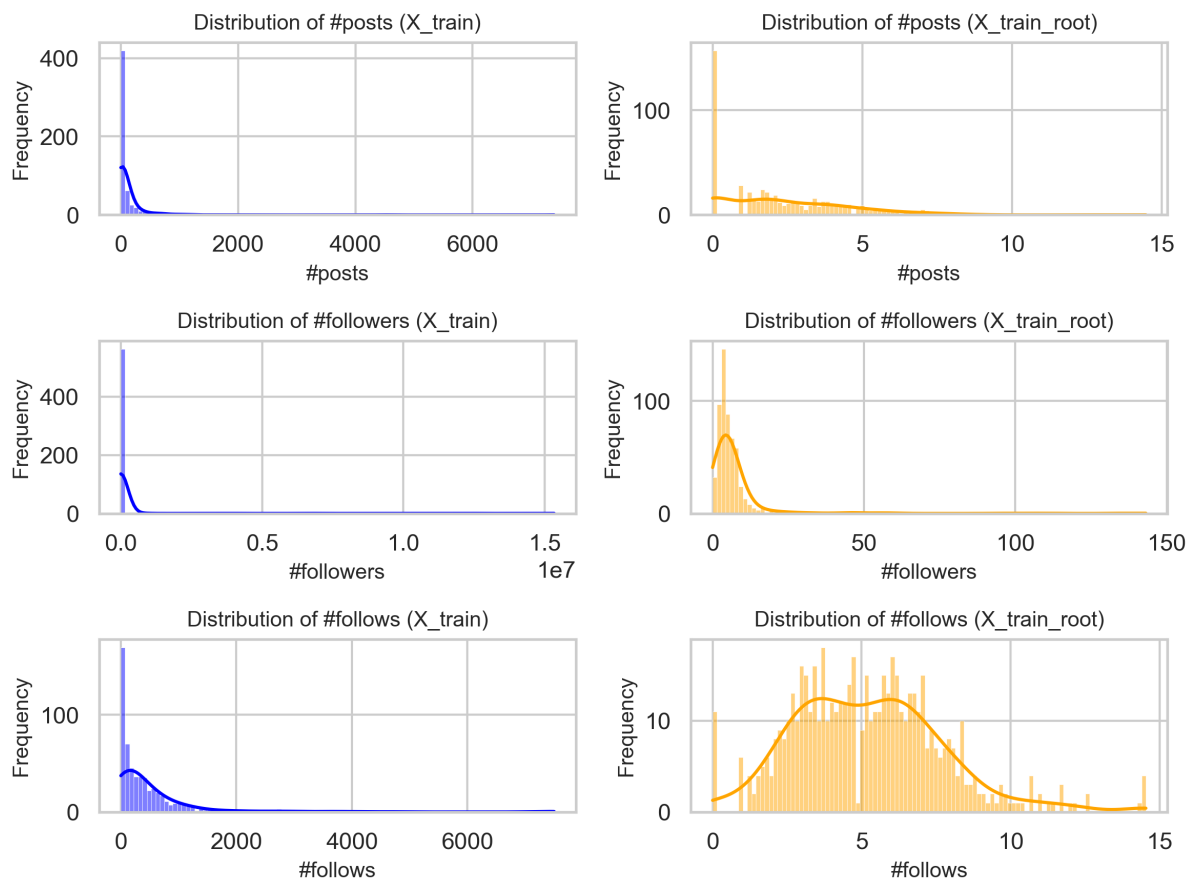 Distribution of #posts (X_train)
Frequency
400
200
0
0 2000 4000 6000
#posts
Distribution of #posts (X_train_root)
Frequency
100
0
0 5 10 15
#posts
Distribution of #followers (X_train)
Frequency
400
200
0
0.0 0.5 1.0 1.5
1e7
#followers
Distribution of #followers (X_train_root)
Frequency
100
0
0 50 100 150
#followers
Distribution of #follows (X_train)
Frequency
100
0
0 2000 4000 6000
#follows
Distribution of #follows (X_train_root)
Frequency
10
0
0 5 10 15
#follows